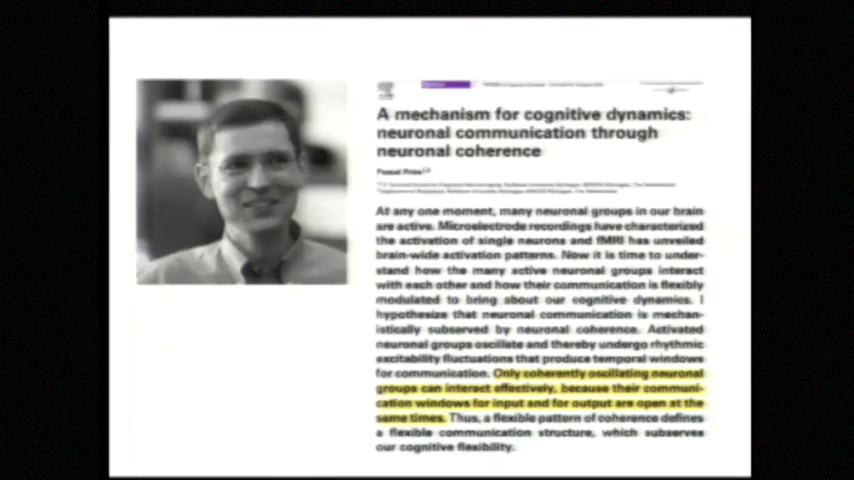 A mechanism for cognitive dynamics:
neuronal communication through
neuronal coherence
Pascal Fries
At any one moment, many neuronal groups in our brain
are active. Microelectrode recordings have characterized
the activation of single neurons and fMRI has unveiled
brain-wide activation patterns. Now it is time to under-
stand how the many active neuronal groups interact
with each other and how their communication is flexibly
modulated to bring about our cognitive dynamics. I
hypothesize that neuronal communication is mechan-
istically subserved by neuronal coherence. Activated
neuronal groups oscillate and thereby undergo rhythmic
excitability fluctuations that produce temporal windows
for communication. Only coherently oscillating neuronal
groups can interact effectively, because their communi-
cation windows for input and for output are open at the
same times. Thus, a flexible pattern of coherence defines
a flexible communication structure, which subserves
our cognitive flexibility.